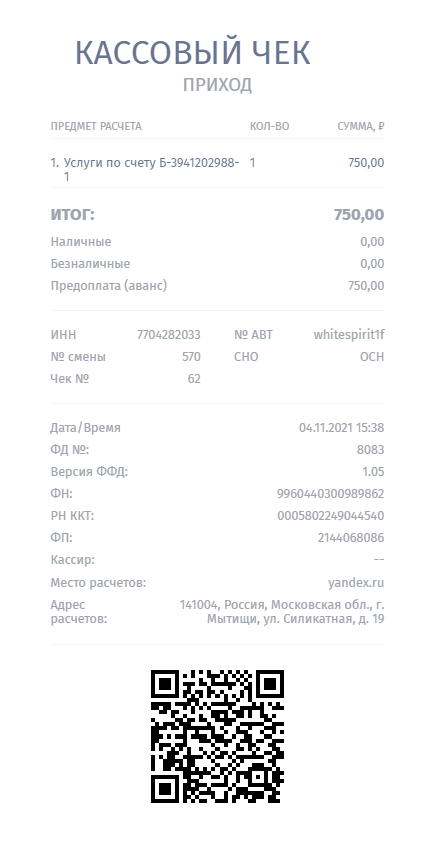 КАССОВЫЙ ЧЕК
ПРИХОД
ПРЕДМЕТ РАСЧЕТА КОЛ-ВО СУММА, ₽
1. Услуги по счету Б-3941202988- 1 750,00
1
ИТОГ: 750,00
Наличные 0,00
Безналичные 0,00
Предоплата (аванс) 750,00
ИНН 7704282033 № АВТ whitespirit1f
№ смены 570 СНО ОСН
Чек № 62
Дата/Время 04.11.2021 15:38
ФД №: 8083
Версия ФФД: 1.05
ФН: 9960440300989862
РН ККТ: 0005802249044540
ФП: 2144068086
Кассир: --
Место расчетов: yandex.ru
Адрес 141004, Россия, Московская обл., г.
расчетов: Мытищи, ул. Силикатная, д. 19